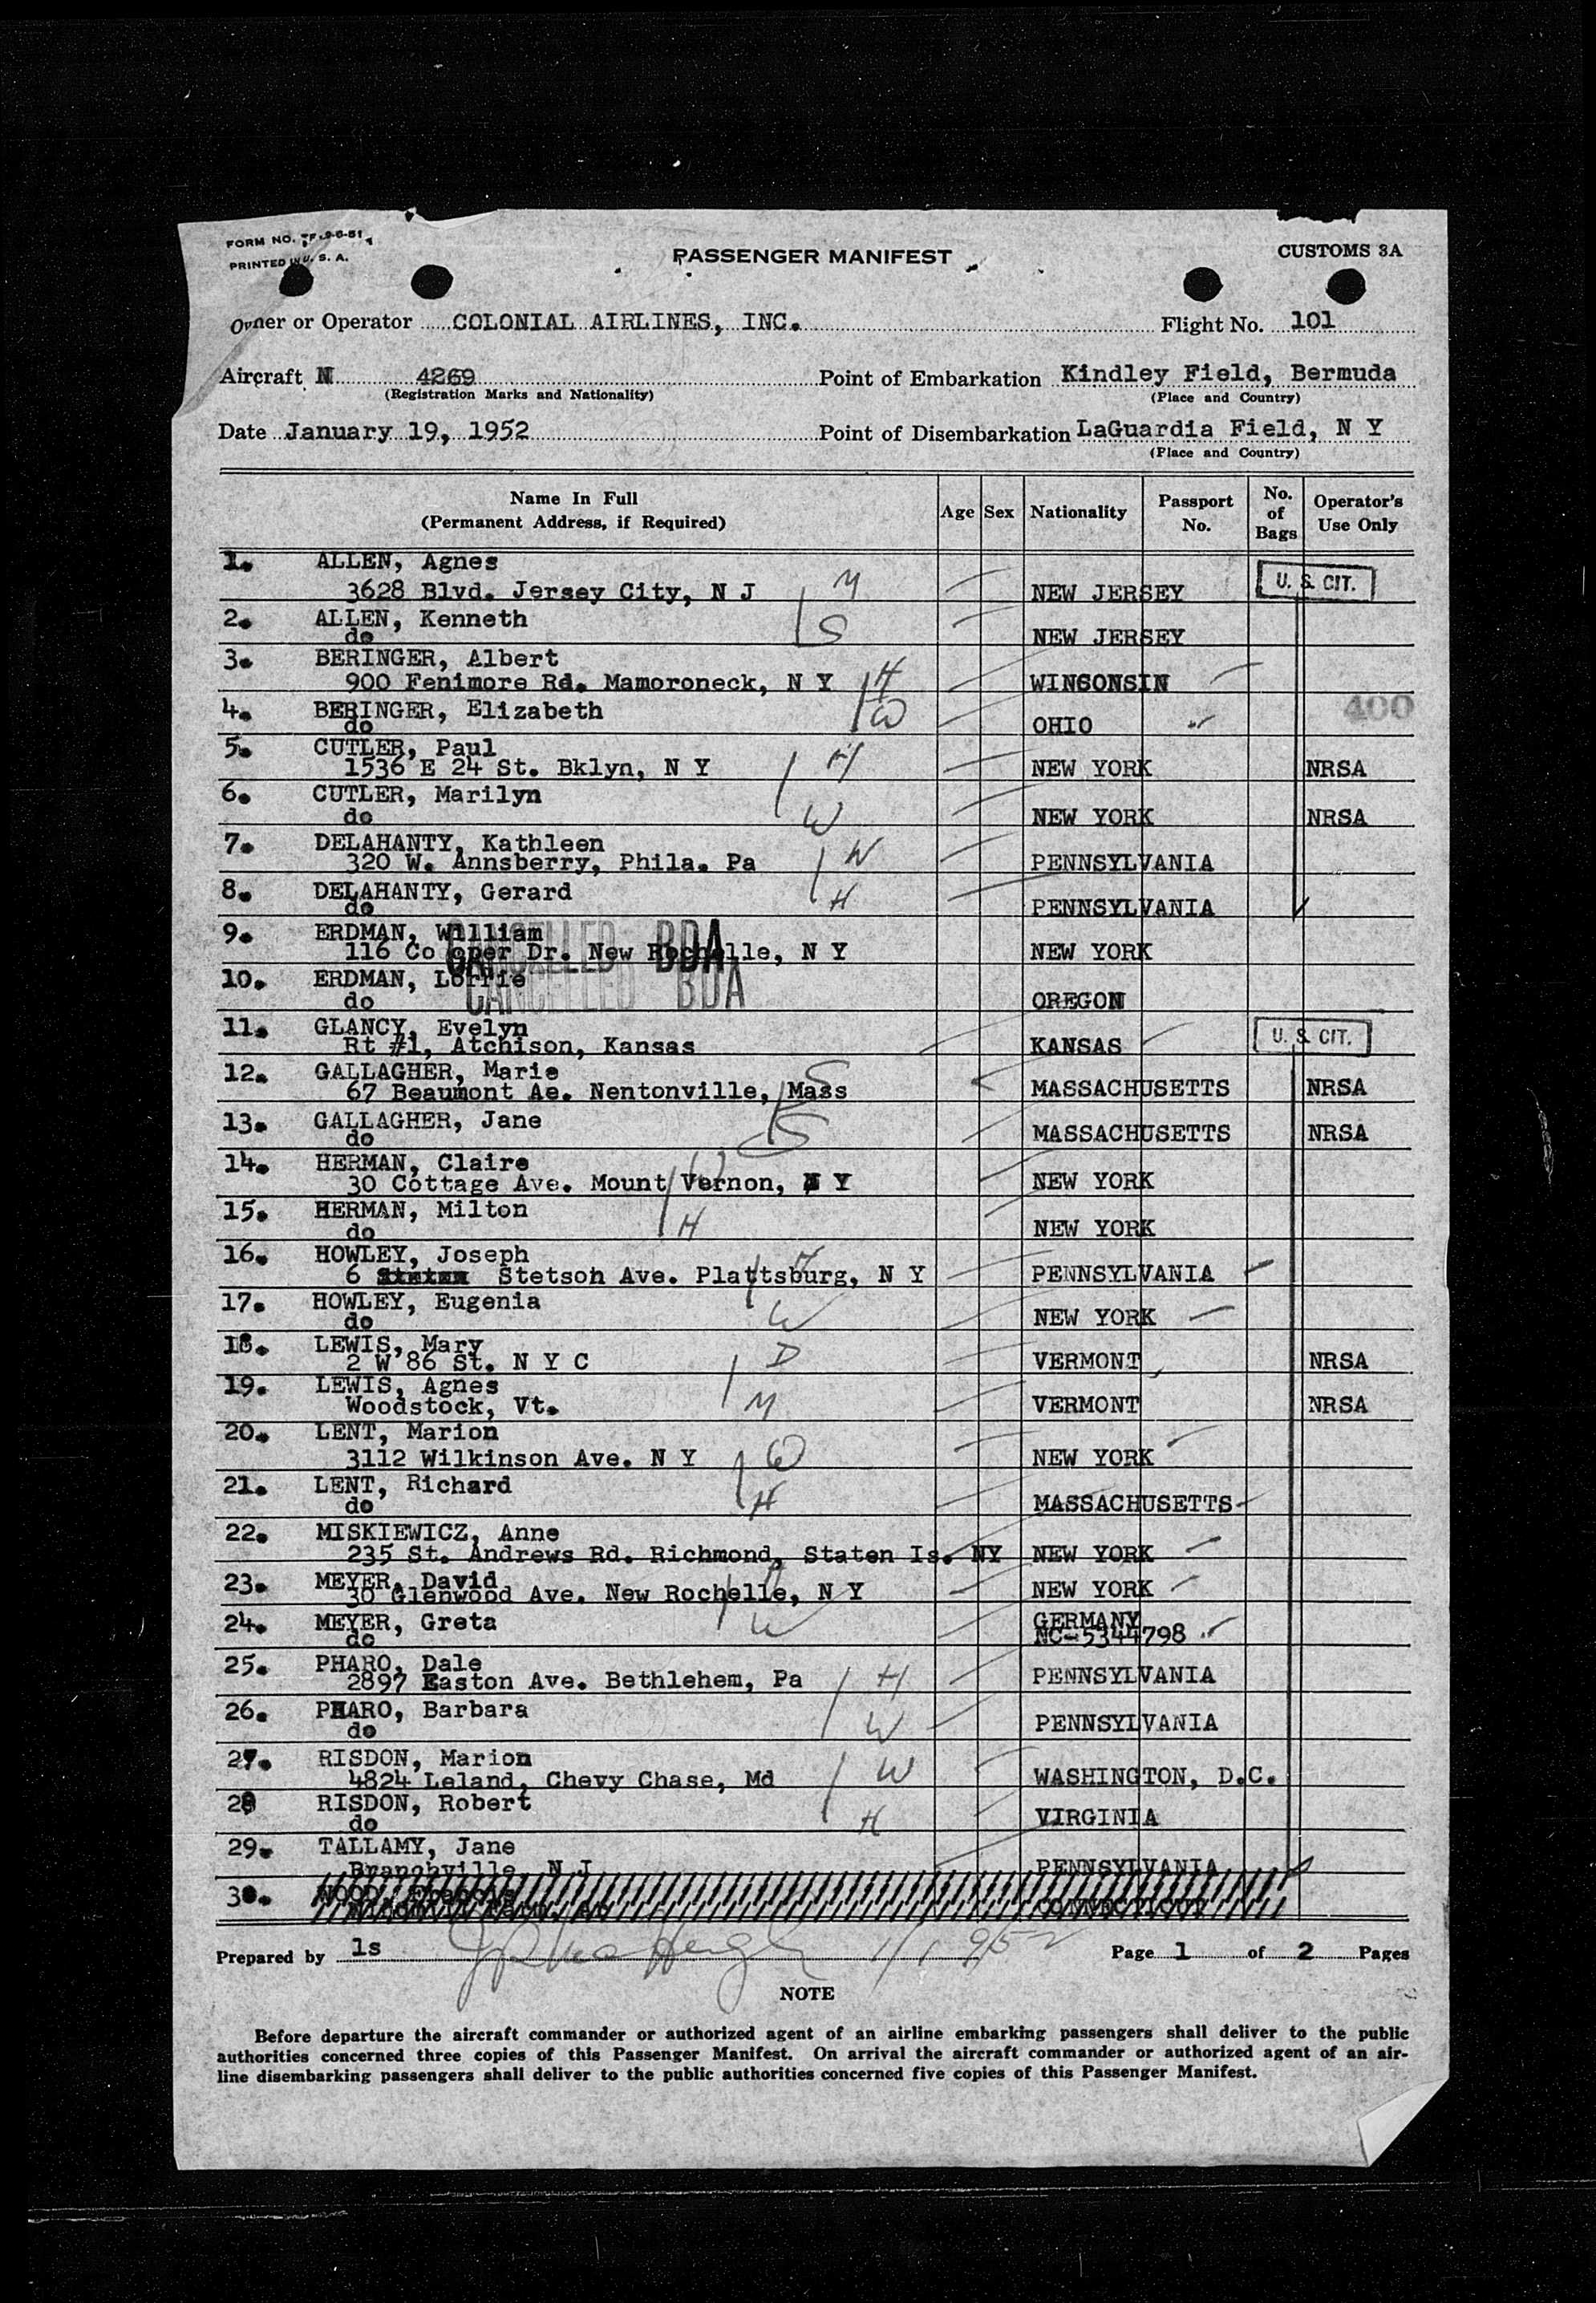 FORM NO. TF-9-6-51
PRINTED IN U. S. A.
PASSENGER MANIFEST
CUSTOMS 3A
Owner or Operator COLONIAL AIRLINES, INC. Flight No. 101
Aircraft N 4269 Point of Embarkation Kindley Field, Bermuda
(Registration Marks and Nationality) (Place and Country)
Date January 19, 1952 Point of Disembarkation LaGuardia Field, N Y
(Place and Country)
Name In Full (Permanent Address, if Required) Age Sex Nationality Passport No. No. of Bags Operator's Use Only
1. ALLEN, Agnes
3628 Blvd. Jersey City, N J M NEW JERSEY U. S. CIT.
2. ALLEN, Kenneth
do S NEW JERSEY
3. BERINGER, Albert
900 Fenimore Rd. Mamoroneck, N Y H WINSONSIN
4. BERINGER, Elizabeth 400
do W OHIO
5. CUTLER, Paul
1536 E 24 St. Bklyn, N Y H NEW YORK NRSA
6. CUTLER, Marilyn
do W NEW YORK NRSA
7. DELAHANTY, Kathleen
320 W. Annsberry, Phila. Pa W PENNSYLVANIA
8. DELAHANTY, Gerard
do H PENNSYLVANIA
9. ERDMAN, William
CANCELLED BDA
116 Cooper Dr. New Rochelle, N Y NEW YORK
10. ERDMAN, Lorrie
CANCELLED BDA
do OREGON
11. GLANCY, Evelyn
Rt #1, Atchison, Kansas KANSAS U. S. CIT.
12. GALLAGHER, Marie S
67 Beaumont Ae. Nentonville, Mass MASSACHUSETTS NRSA
13. GALLAGHER, Jane
do S MASSACHUSETTS NRSA
14. HERMAN, Claire
30 Cottage Ave. Mount Vernon, N Y W NEW YORK
15. HERMAN, Milton
do H NEW YORK
16. HOWLEY, Joseph
6 Stetson Ave. Plattsburg, N Y H PENNSYLVANIA
17. HOWLEY, Eugenia
do W NEW YORK
18. LEWIS, Mary
2 W 86 St. N Y C D VERMONT NRSA
19. LEWIS, Agnes
Woodstock, Vt. M VERMONT NRSA
20. LENT, Marion
3112 Wilkinson Ave. N Y W NEW YORK
21. LENT, Richard
do H MASSACHUSETTS
22. MISKIEWICZ, Anne
235 St. Andrews Rd. Richmond, Staten Is. NY NEW YORK
23. MEYER, David
30 Glenwood Ave. New Rochelle, N Y H NEW YORK
24. MEYER, Greta GERMANY
do W NC-5344798
25. PHARO, Dale
2897 Easton Ave. Bethlehem, Pa H PENNSYLVANIA
26. PHARO, Barbara
do W PENNSYLVANIA
27. RISDON, Marion
4824 Leland, Chevy Chase, Md W WASHINGTON, D.C.
28 RISDON, Robert
do H VIRGINIA
29. TALLAMY, Jane
Branchville, N J PENNSYLVANIA
30. WOOD, CONNECTICUT
Prepared by ls Page 1 of 2 Pages
NOTE
Before departure the aircraft commander or authorized agent of an airline embarking passengers shall deliver to the public
authorities concerned three copies of this Passenger Manifest. On arrival the aircraft commander or authorized agent of an air-
line disembarking passengers shall deliver to the public authorities concerned five copies of this Passenger Manifest.